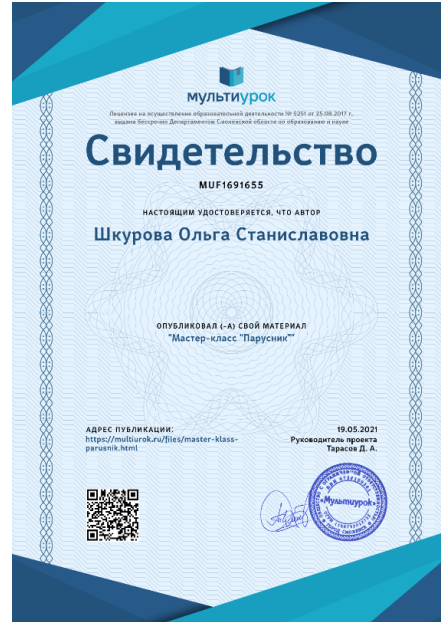 мультиурок
Лицензия на осуществление образовательной деятельности № 5251 от 25.08.2017 г.,
выдана бессрочно Департаментом Смоленской области по образованию и науке
Свидетельство
MUF1691655
НАСТОЯЩИМ УДОСТОВЕРЯЕТСЯ, ЧТО АВТОР
Шкурова Ольга Станиславовна
ОПУБЛИКОВАЛ (-А) СВОЙ МАТЕРИАЛ
"Мастер-класс "Парусник""
АДРЕС ПУБЛИКАЦИИ:
https://multiurok.ru/files/master-klass-
parusnik.html
19.05.2021
Руководитель проекта
Тарасов Д. А.
«Мультиурок»